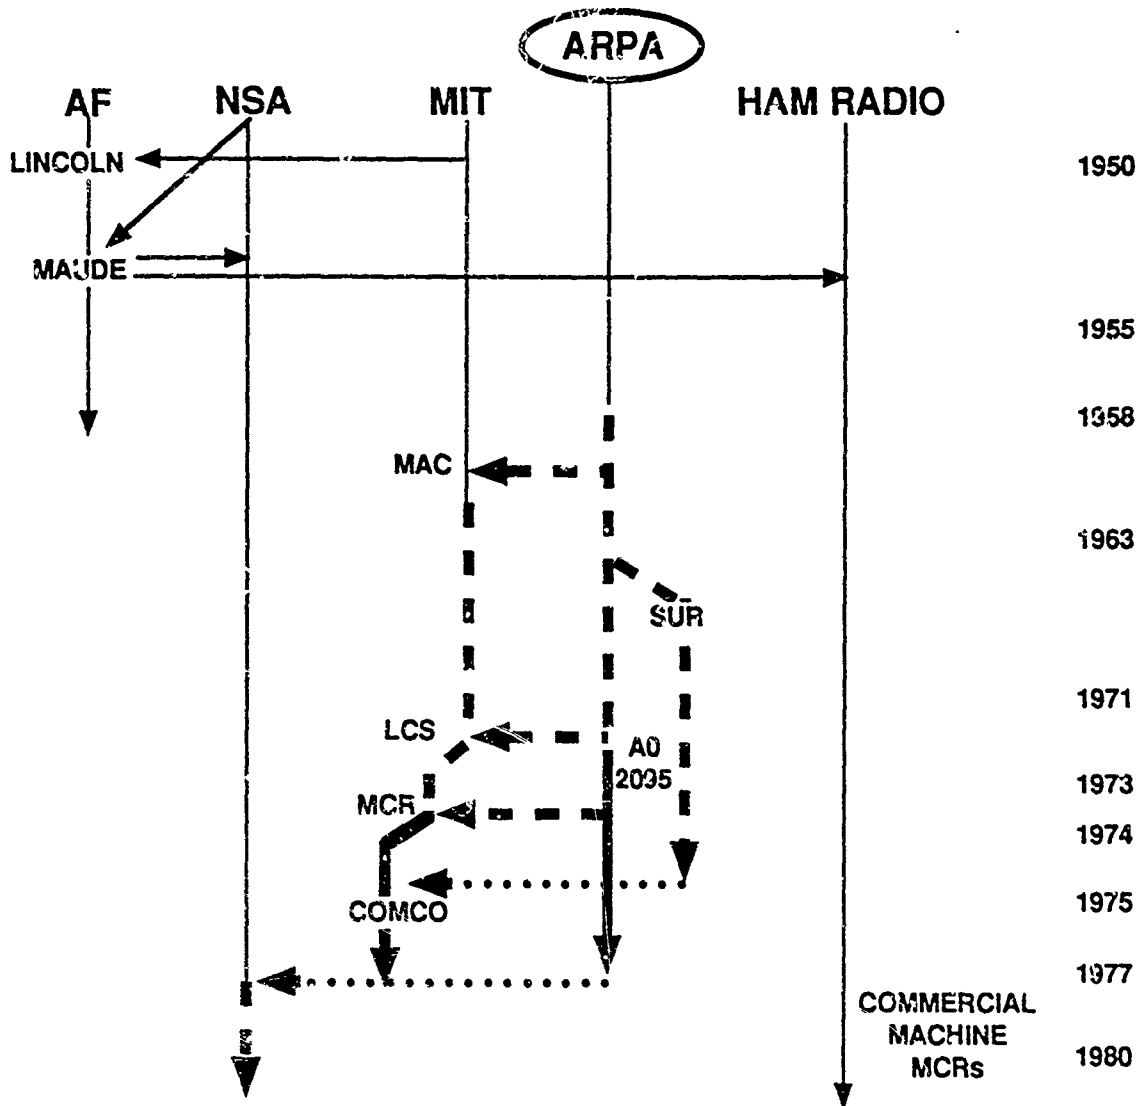 ARPA
AF NSA MIT HAM RADIO
LINCOLN 1950
MAUDE
1955
1958
MAC
1963
SUR
1971
LCS
AO
2095
1973
MCR
1974
1975
COMCO
1977
COMMERCIAL
MACHINE
MCRs
1980